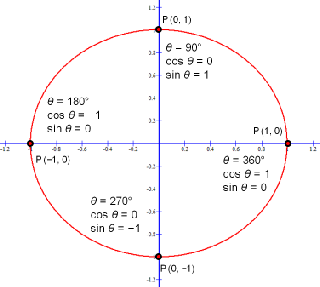 P(0, 1)
θ = 90°
cos θ = 0
sin θ = 1
θ = 180°
cos θ = -1
sin θ = 0
P(1, 0)
P(-1, 0)
θ = 360°
cos θ = 1
sin θ = 0
θ = 270°
cos θ = 0
sin θ = -1
P(0, -1)